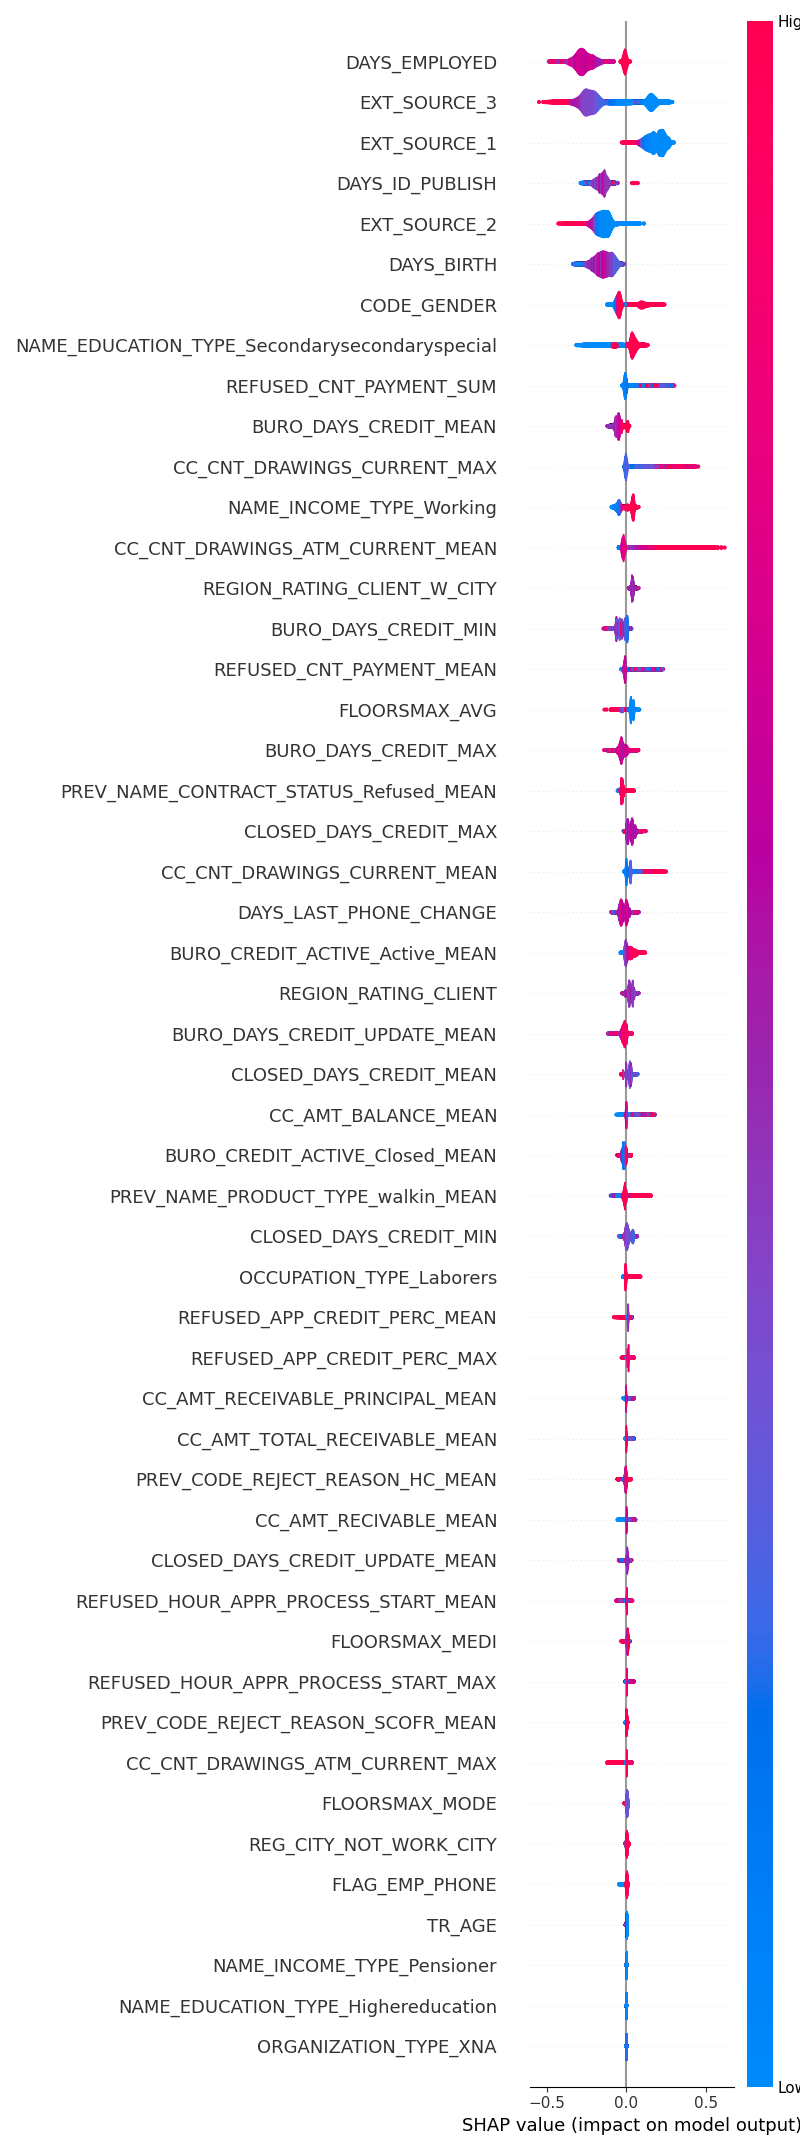 High
DAYS_EMPLOYED
EXT_SOURCE_3
EXT_SOURCE_1
DAYS_ID_PUBLISH
EXT_SOURCE_2
DAYS_BIRTH
CODE_GENDER
NAME_EDUCATION_TYPE_Secondarysecondaryspecial
REFUSED_CNT_PAYMENT_SUM
BURO_DAYS_CREDIT_MEAN
CC_CNT_DRAWINGS_CURRENT_MAX
NAME_INCOME_TYPE_Working
CC_CNT_DRAWINGS_ATM_CURRENT_MEAN
REGION_RATING_CLIENT_W_CITY
BURO_DAYS_CREDIT_MIN
REFUSED_CNT_PAYMENT_MEAN
FLOORSMAX_AVG
BURO_DAYS_CREDIT_MAX
PREV_NAME_CONTRACT_STATUS_Refused_MEAN
CLOSED_DAYS_CREDIT_MAX
CC_CNT_DRAWINGS_CURRENT_MEAN
DAYS_LAST_PHONE_CHANGE
BURO_CREDIT_ACTIVE_Active_MEAN
REGION_RATING_CLIENT
BURO_DAYS_CREDIT_UPDATE_MEAN
CLOSED_DAYS_CREDIT_MEAN
CC_AMT_BALANCE_MEAN
BURO_CREDIT_ACTIVE_Closed_MEAN
PREV_NAME_PRODUCT_TYPE_walkin_MEAN
CLOSED_DAYS_CREDIT_MIN
OCCUPATION_TYPE_Laborers
REFUSED_APP_CREDIT_PERC_MEAN
REFUSED_APP_CREDIT_PERC_MAX
CC_AMT_RECEIVABLE_PRINCIPAL_MEAN
CC_AMT_TOTAL_RECEIVABLE_MEAN
PREV_CODE_REJECT_REASON_HC_MEAN
CC_AMT_RECIVABLE_MEAN
CLOSED_DAYS_CREDIT_UPDATE_MEAN
REFUSED_HOUR_APPR_PROCESS_START_MEAN
FLOORSMAX_MEDI
REFUSED_HOUR_APPR_PROCESS_START_MAX
PREV_CODE_REJECT_REASON_SCOFR_MEAN
CC_CNT_DRAWINGS_ATM_CURRENT_MAX
FLOORSMAX_MODE
REG_CITY_NOT_WORK_CITY
FLAG_EMP_PHONE
TR_AGE
NAME_INCOME_TYPE_Pensioner
NAME_EDUCATION_TYPE_Highereducation
ORGANIZATION_TYPE_XNA
Low
−0.5 0.0 0.5
SHAP value (impact on model output)